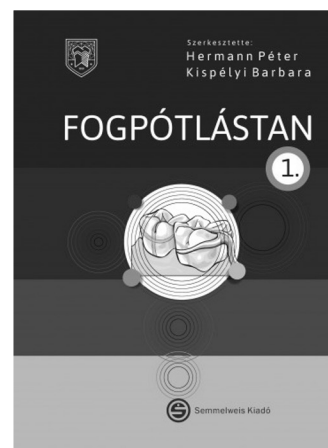 Szerkesztette:
Hermann Péter
Kispélyi Barbara
FOGPÓTLÁSTAN
1.
Semmelweis Kiadó